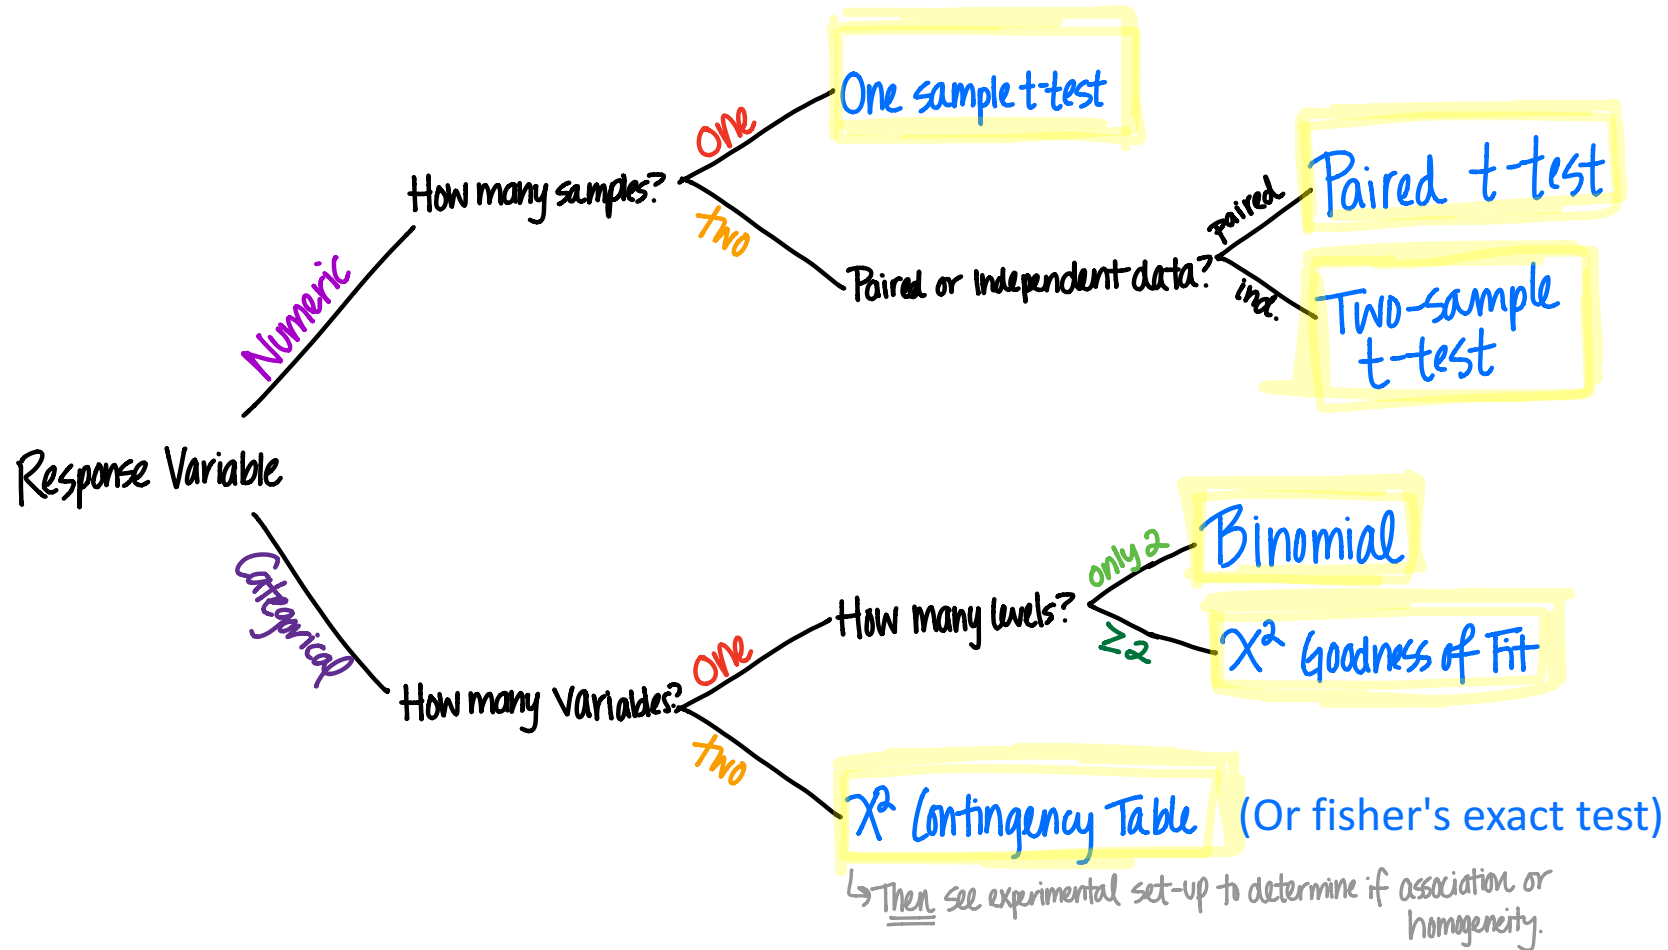 One sample t-test
one
How many samples?
two
Paired t-test
paired
Paired or Independent data?
ind.
Two-sample
t-test
Numeric
Response Variable
Categorical
Binomial
only 2
How many levels?
≥2
X² Goodness of Fit
one
How many variables?
two
X² Contingency Table (Or fisher's exact test)
↳ Then see experimental set-up to determine if association or
homogeneity.